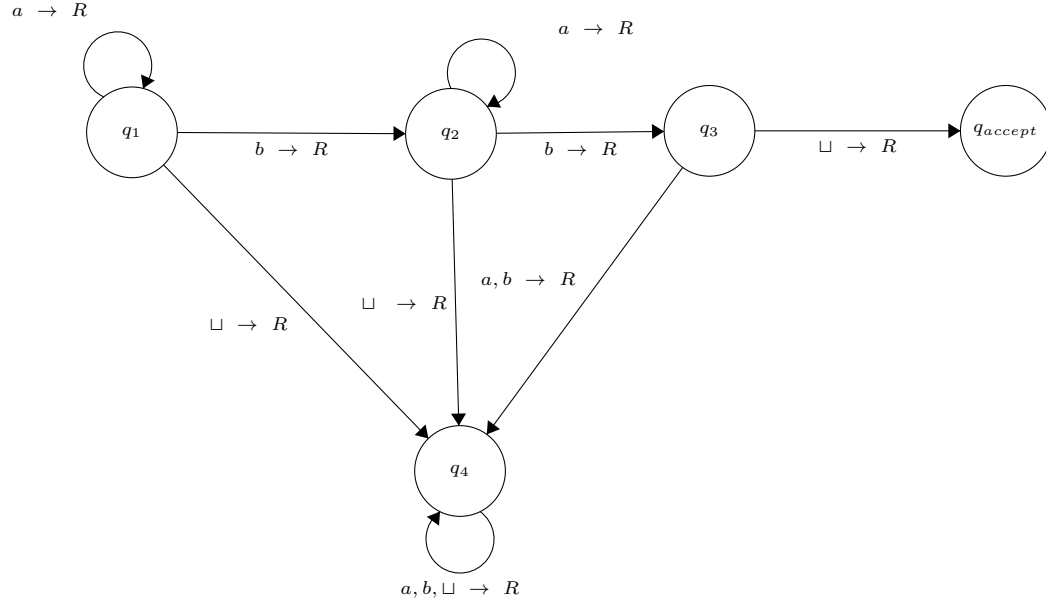 a → R
a → R
q1
q2
q3
qaccept
b → R
b → R
⊔ → R
a, b → R
⊔ → R
⊔ → R
q4
a, b, ⊔ → R